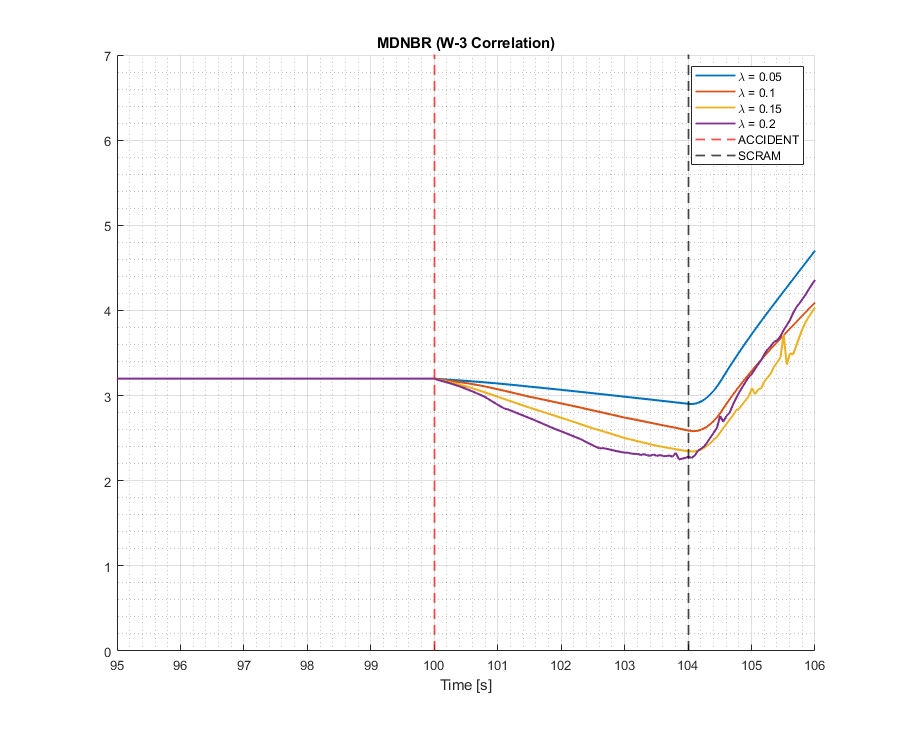 MDNBR (W-3 Correlation)
7
6
5
4
3
2
1
0
λ = 0.05
λ = 0.1
λ = 0.15
λ = 0.2
ACCIDENT
SCRAM
95 96 97 98 99 100 101 102 103 104 105 106
Time [s]